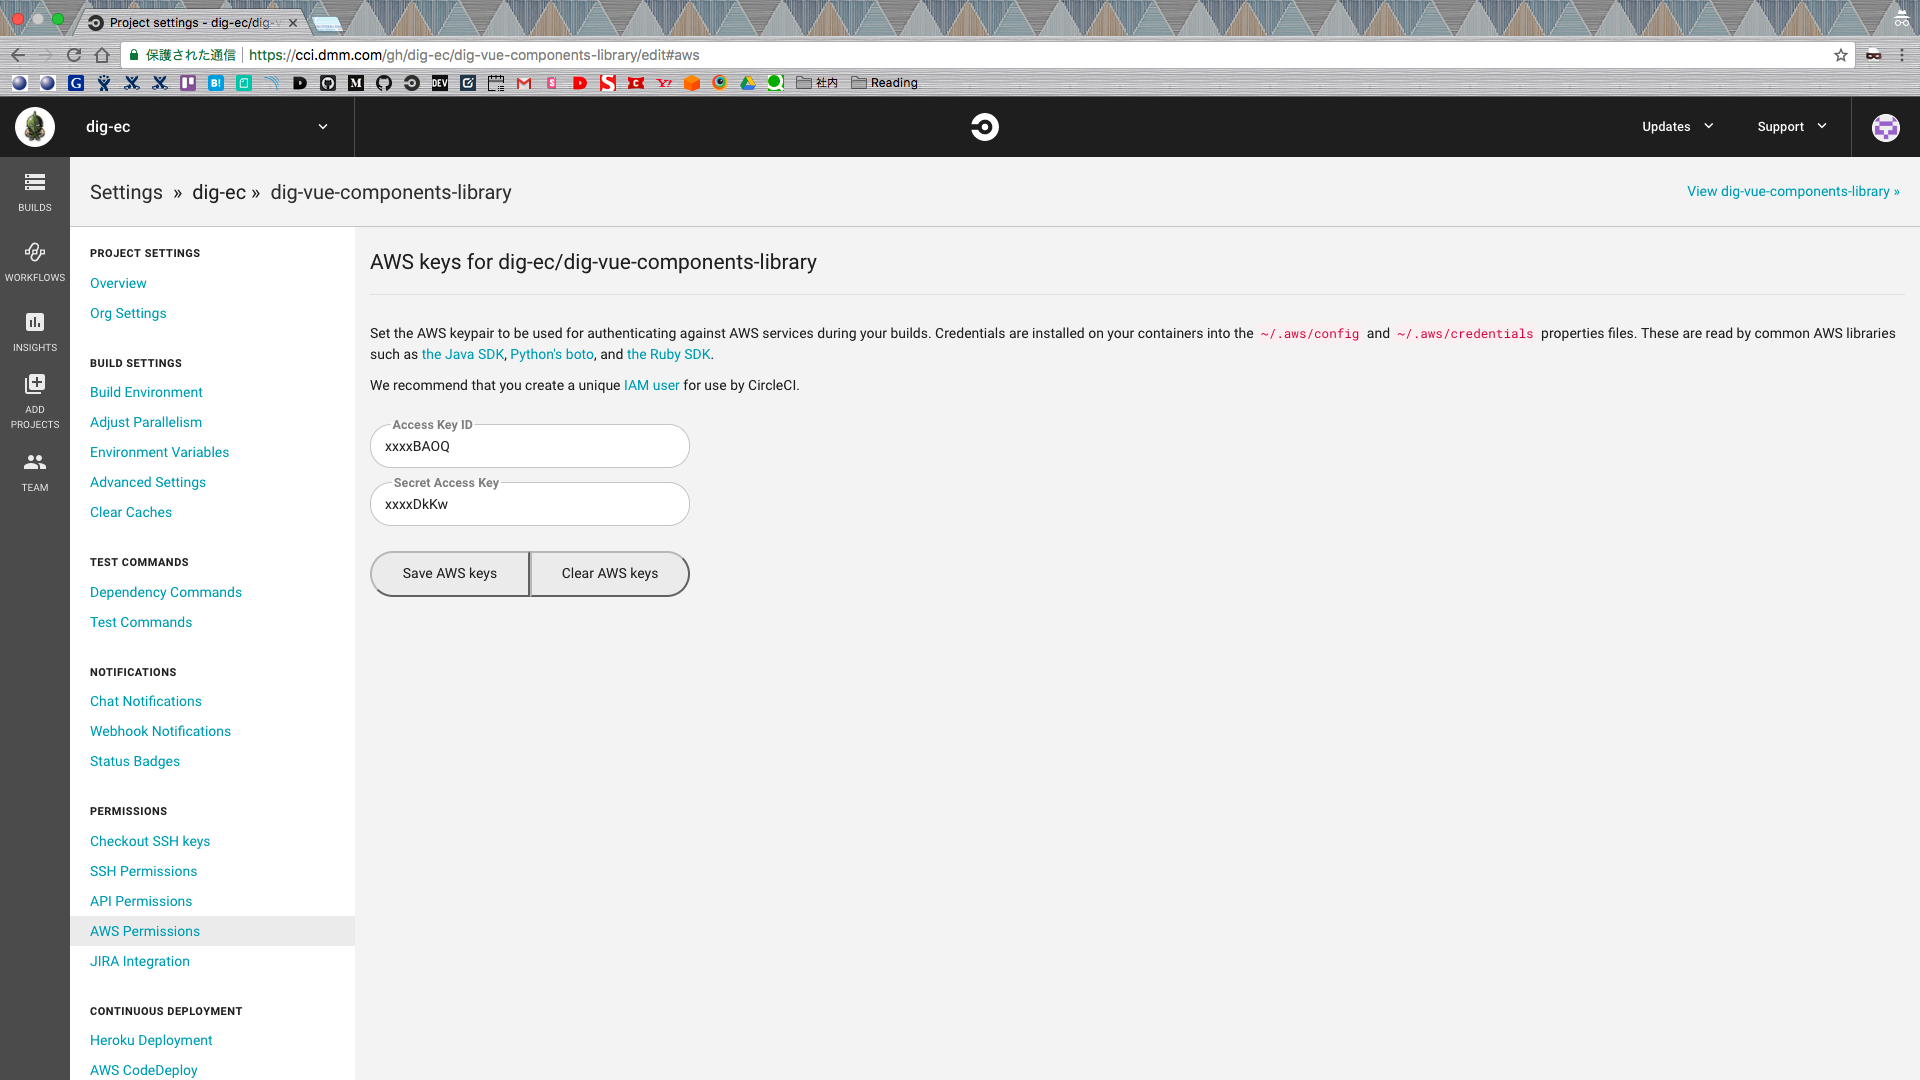 Project settings - dig-ec/dig-v
保護された通信 https://cci.dmm.com/gh/dig-ec/dig-vue-components-library/edit#aws
社内 Reading
dig-ec
Updates
Support
BUILDS
WORKFLOWS
INSIGHTS
ADD
PROJECTS
TEAM
Settings » dig-ec » dig-vue-components-library
View dig-vue-components-library »
PROJECT SETTINGS
Overview
Org Settings
BUILD SETTINGS
Build Environment
Adjust Parallelism
Environment Variables
Advanced Settings
Clear Caches
TEST COMMANDS
Dependency Commands
Test Commands
NOTIFICATIONS
Chat Notifications
Webhook Notifications
Status Badges
PERMISSIONS
Checkout SSH keys
SSH Permissions
API Permissions
AWS Permissions
JIRA Integration
CONTINUOUS DEPLOYMENT
Heroku Deployment
AWS CodeDeploy
AWS keys for dig-ec/dig-vue-components-library
Set the AWS keypair to be used for authenticating against AWS services during your builds. Credentials are installed on your containers into the ~/.aws/config and ~/.aws/credentials properties files. These are read by common AWS libraries
such as the Java SDK, Python's boto, and the Ruby SDK.
We recommend that you create a unique IAM user for use by CircleCI.
Access Key ID
xxxxBAOQ
Secret Access Key
xxxxDkKw
Save AWS keys
Clear AWS keys